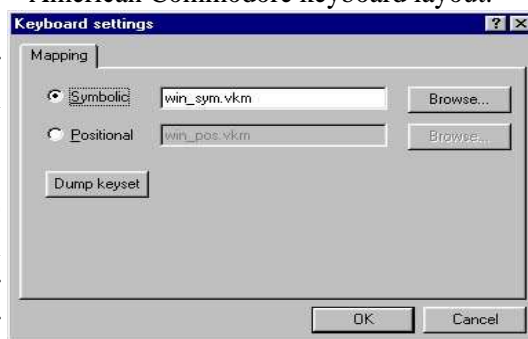 American Commodore keyboard layout.
Keyboard settings ? ×
Mapping
Symbolic win_sym.vkm Browse...
Positional win_pos.vkm Browse...
Dump keyset
OK Cancel